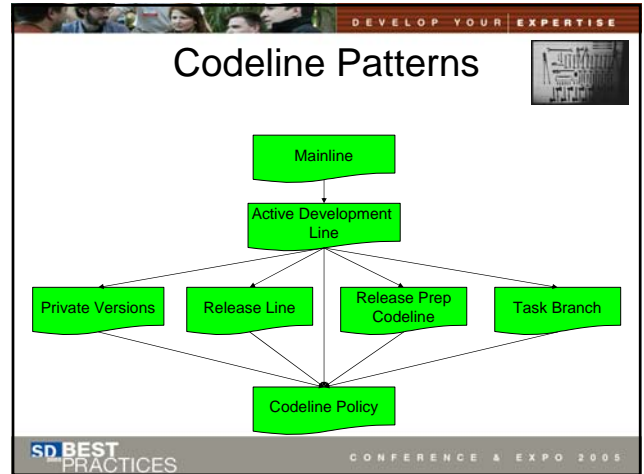 DEVELOP YOUR EXPERTISE
Codeline Patterns
Mainline
Active Development
Line
Private Versions
Release Line
Release Prep
Codeline
Task Branch
Codeline Policy
SD BEST
PRACTICES
CONFERENCE & EXPO 2005